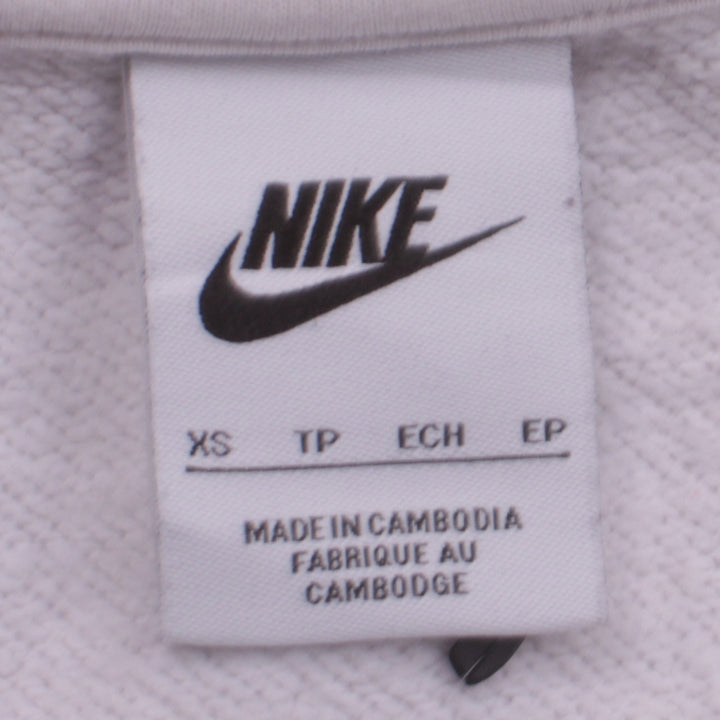 NIKE
XS TP ECH EP
MADE IN CAMBODIA
FABRIQUE AU
CAMBODGE